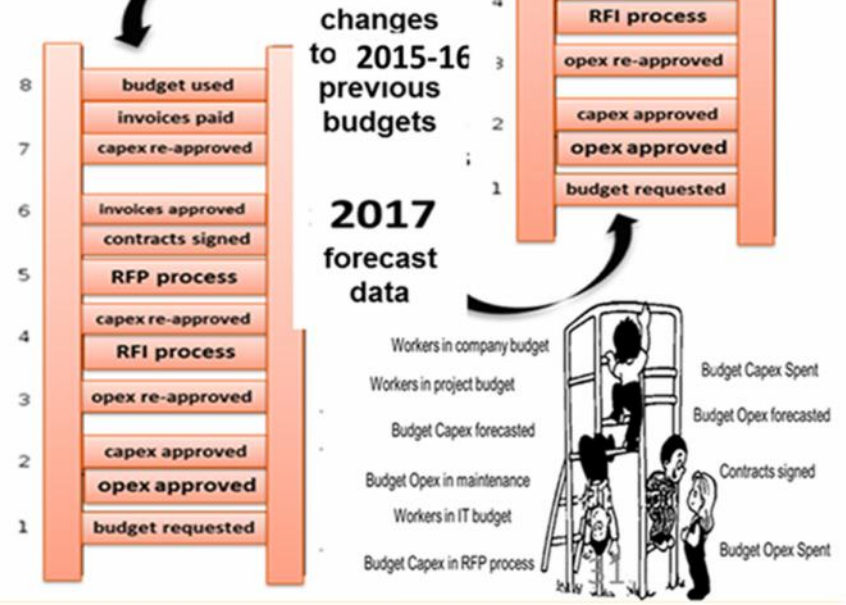 8
budget used
invoices paid
7
capex re-approved
6
invoices approved
contracts signed
5
RFP process
capex re-approved
4
RFI process
3
opex re-approved
2
capex approved
opex approved
1
budget requested
changes
to 2015-16
previous
budgets
;
2017
forecast
data
4
RFI process
3
opex re-approved
2
capex approved
opex approved
1
budget requested
Workers in company budget
Workers in project budget
Budget Capex forecasted
Budget Opex in maintenance
Workers in IT budget
Budget Capex in RFP process
Budget Capex Spent
Budget Opex forecasted
Contracts signed
Budget Opex Spent